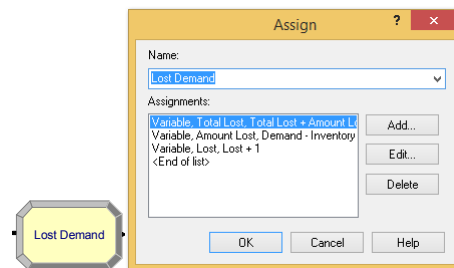 Assign
?
×
Name:
Lost Demand
Assignments:
Variable, Total Lost, Total Lost + Amount
Variable, Amount Lost, Demand - Inventory
Variable, Lost, Lost + 1
<End of list>
Add...
Edit...
Delete
OK
Cancel
Help
Lost Demand